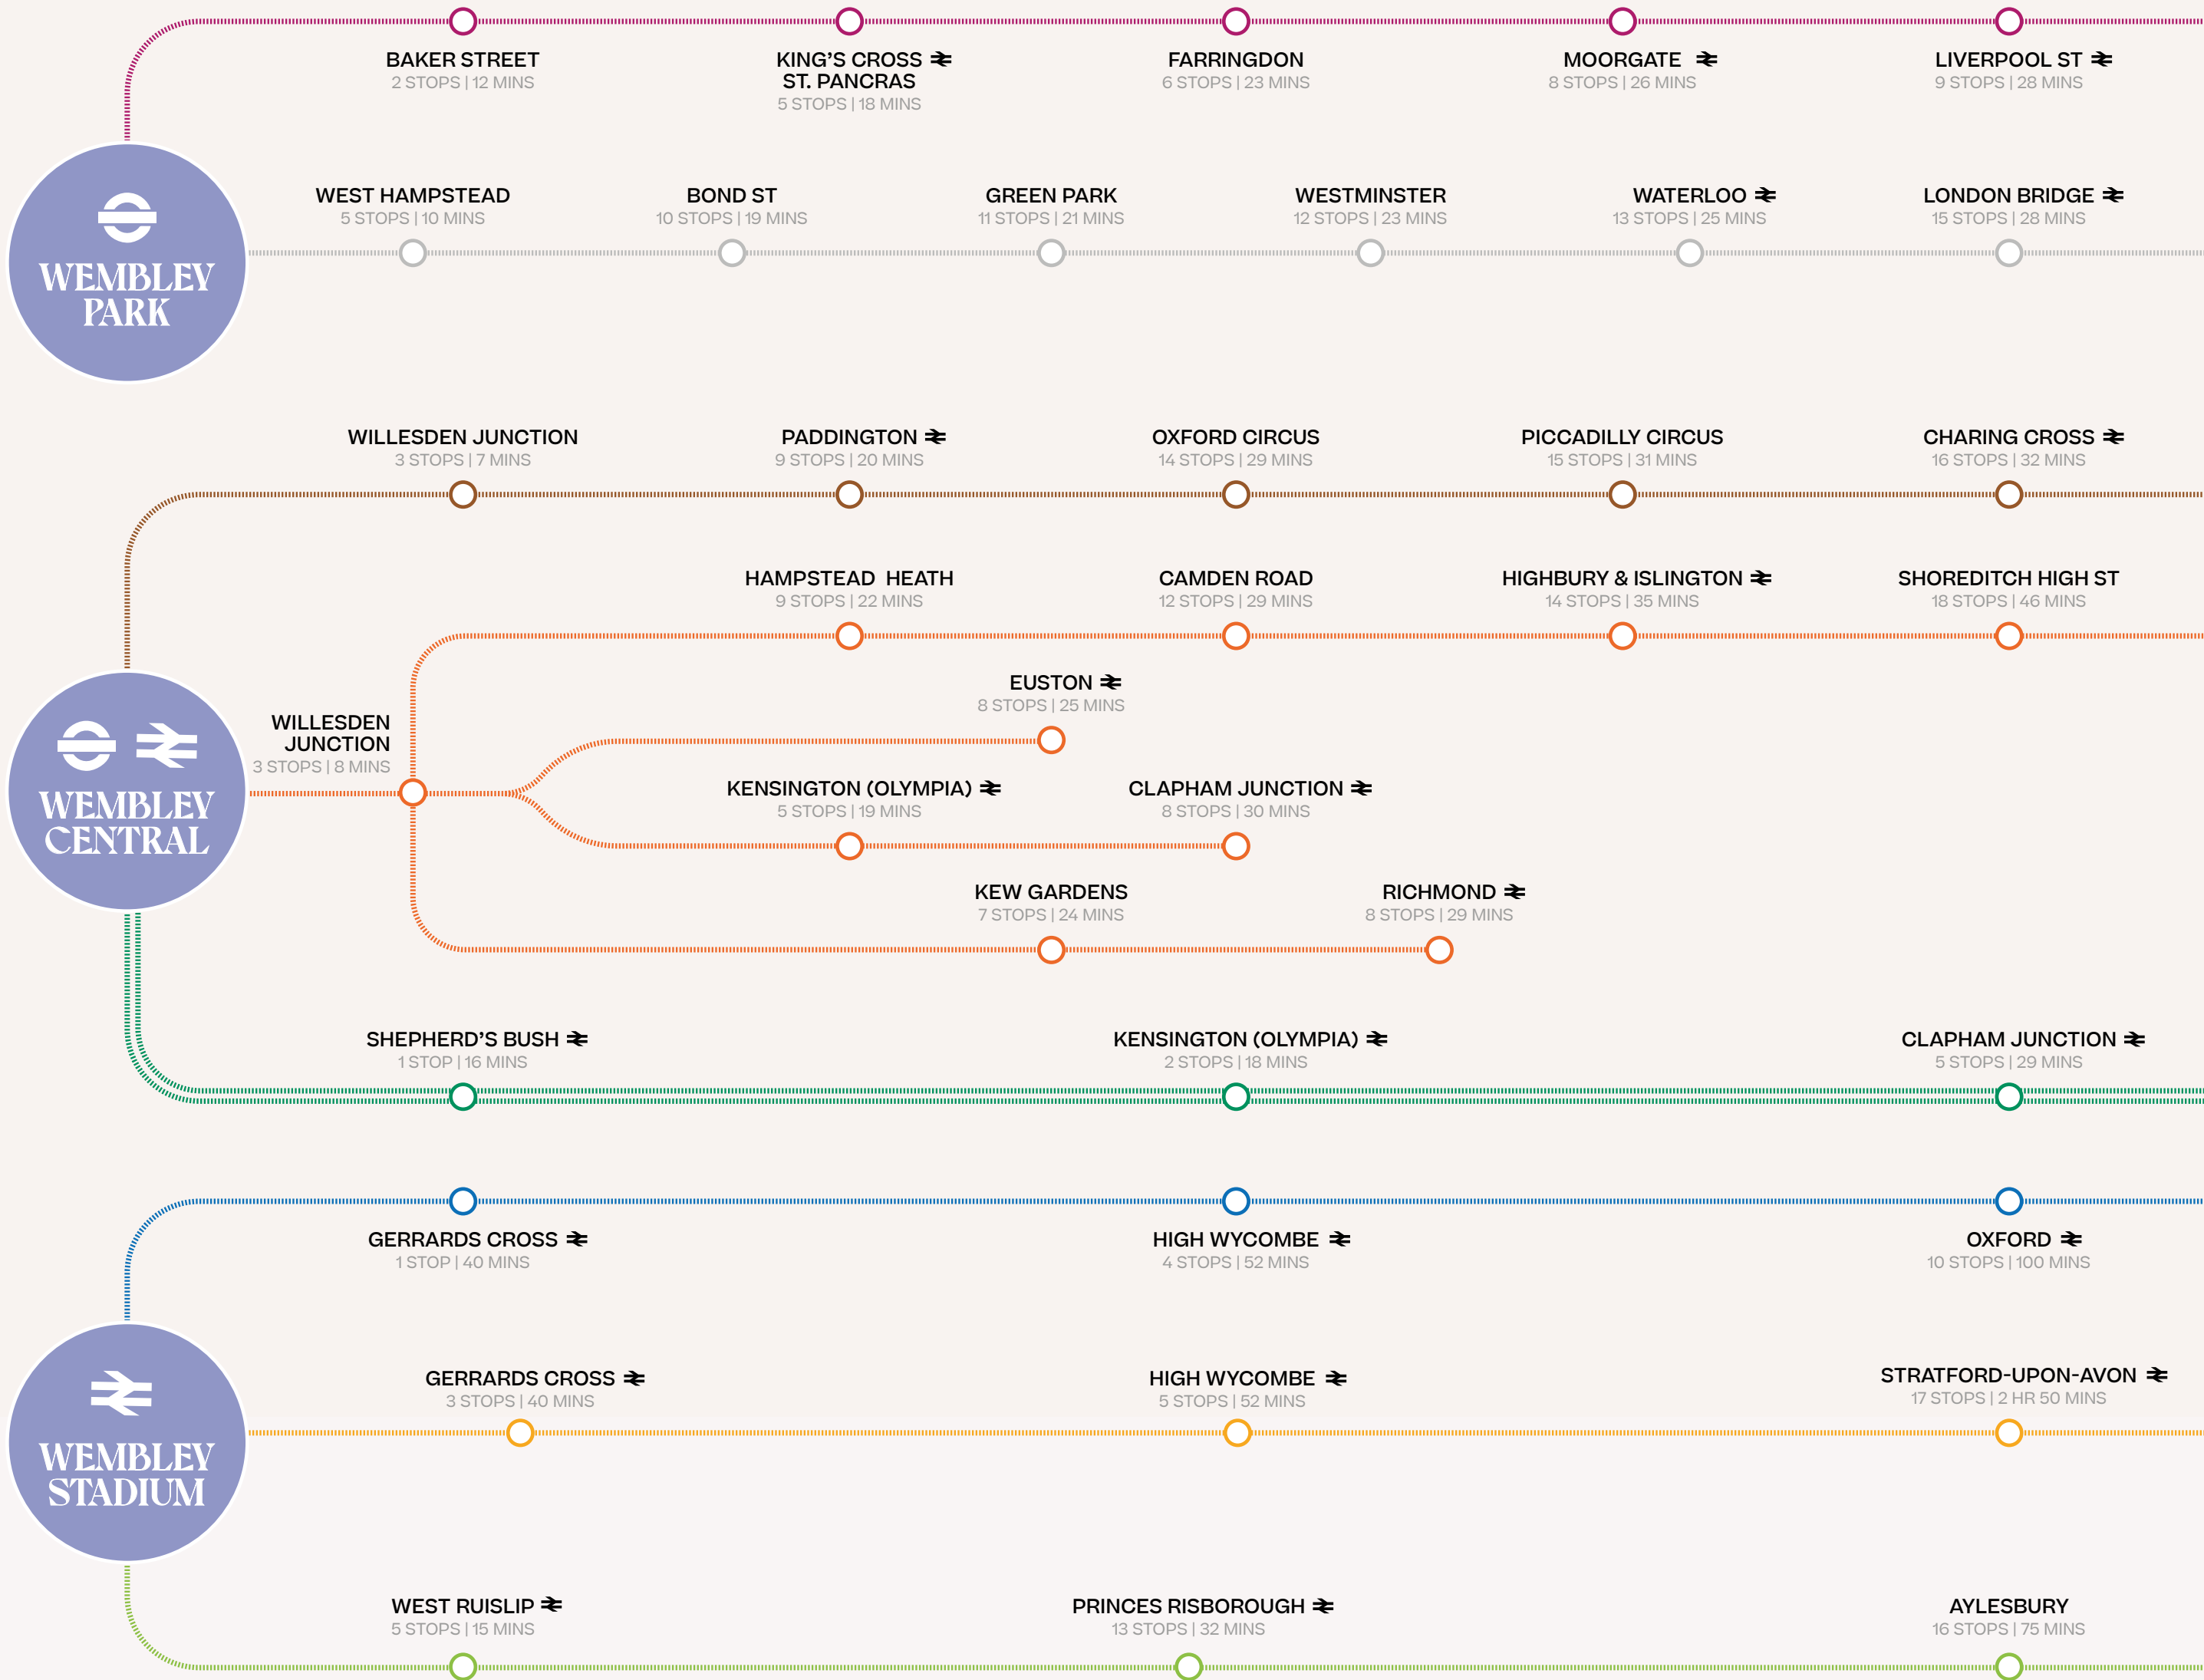 BAKER STREET
2 STOPS | 12 MINS
KING'S CROSS
ST. PANCRAS
5 STOPS | 18 MINS
FARRINGDON
6 STOPS | 23 MINS
MOORGATE
8 STOPS | 26 MINS
LIVERPOOL ST
9 STOPS | 28 MINS
WEMBLEY
PARK
WEST HAMPSTEAD
5 STOPS | 10 MINS
BOND ST
10 STOPS | 19 MINS
GREEN PARK
11 STOPS | 21 MINS
WESTMINSTER
12 STOPS | 23 MINS
WATERLOO
13 STOPS | 25 MINS
LONDON BRIDGE
15 STOPS | 28 MINS
WILLESDEN JUNCTION
3 STOPS | 7 MINS
PADDINGTON
9 STOPS | 20 MINS
OXFORD CIRCUS
14 STOPS | 29 MINS
PICCADILLY CIRCUS
15 STOPS | 31 MINS
CHARING CROSS
16 STOPS | 32 MINS
HAMPSTEAD HEATH
9 STOPS | 22 MINS
CAMDEN ROAD
12 STOPS | 29 MINS
HIGHBURY & ISLINGTON
14 STOPS | 35 MINS
SHOREDITCH HIGH ST
18 STOPS | 46 MINS
EUSTON
8 STOPS | 25 MINS
WEMBLEY
CENTRAL
WILLESDEN
JUNCTION
3 STOPS | 8 MINS
KENSINGTON (OLYMPIA)
5 STOPS | 19 MINS
CLAPHAM JUNCTION
8 STOPS | 30 MINS
KEW GARDENS
7 STOPS | 24 MINS
RICHMOND
8 STOPS | 29 MINS
SHEPHERD'S BUSH
1 STOP | 16 MINS
KENSINGTON (OLYMPIA)
2 STOPS | 18 MINS
CLAPHAM JUNCTION
5 STOPS | 29 MINS
GERRARDS CROSS
1 STOP | 40 MINS
HIGH WYCOMBE
4 STOPS | 52 MINS
OXFORD
10 STOPS | 100 MINS
WEMBLEY
STADIUM
GERRARDS CROSS
3 STOPS | 40 MINS
HIGH WYCOMBE
5 STOPS | 52 MINS
STRATFORD-UPON-AVON
17 STOPS | 2 HR 50 MINS
WEST RUISLIP
5 STOPS | 15 MINS
PRINCES RISBOROUGH
13 STOPS | 32 MINS
AYLESBURY
16 STOPS | 75 MINS